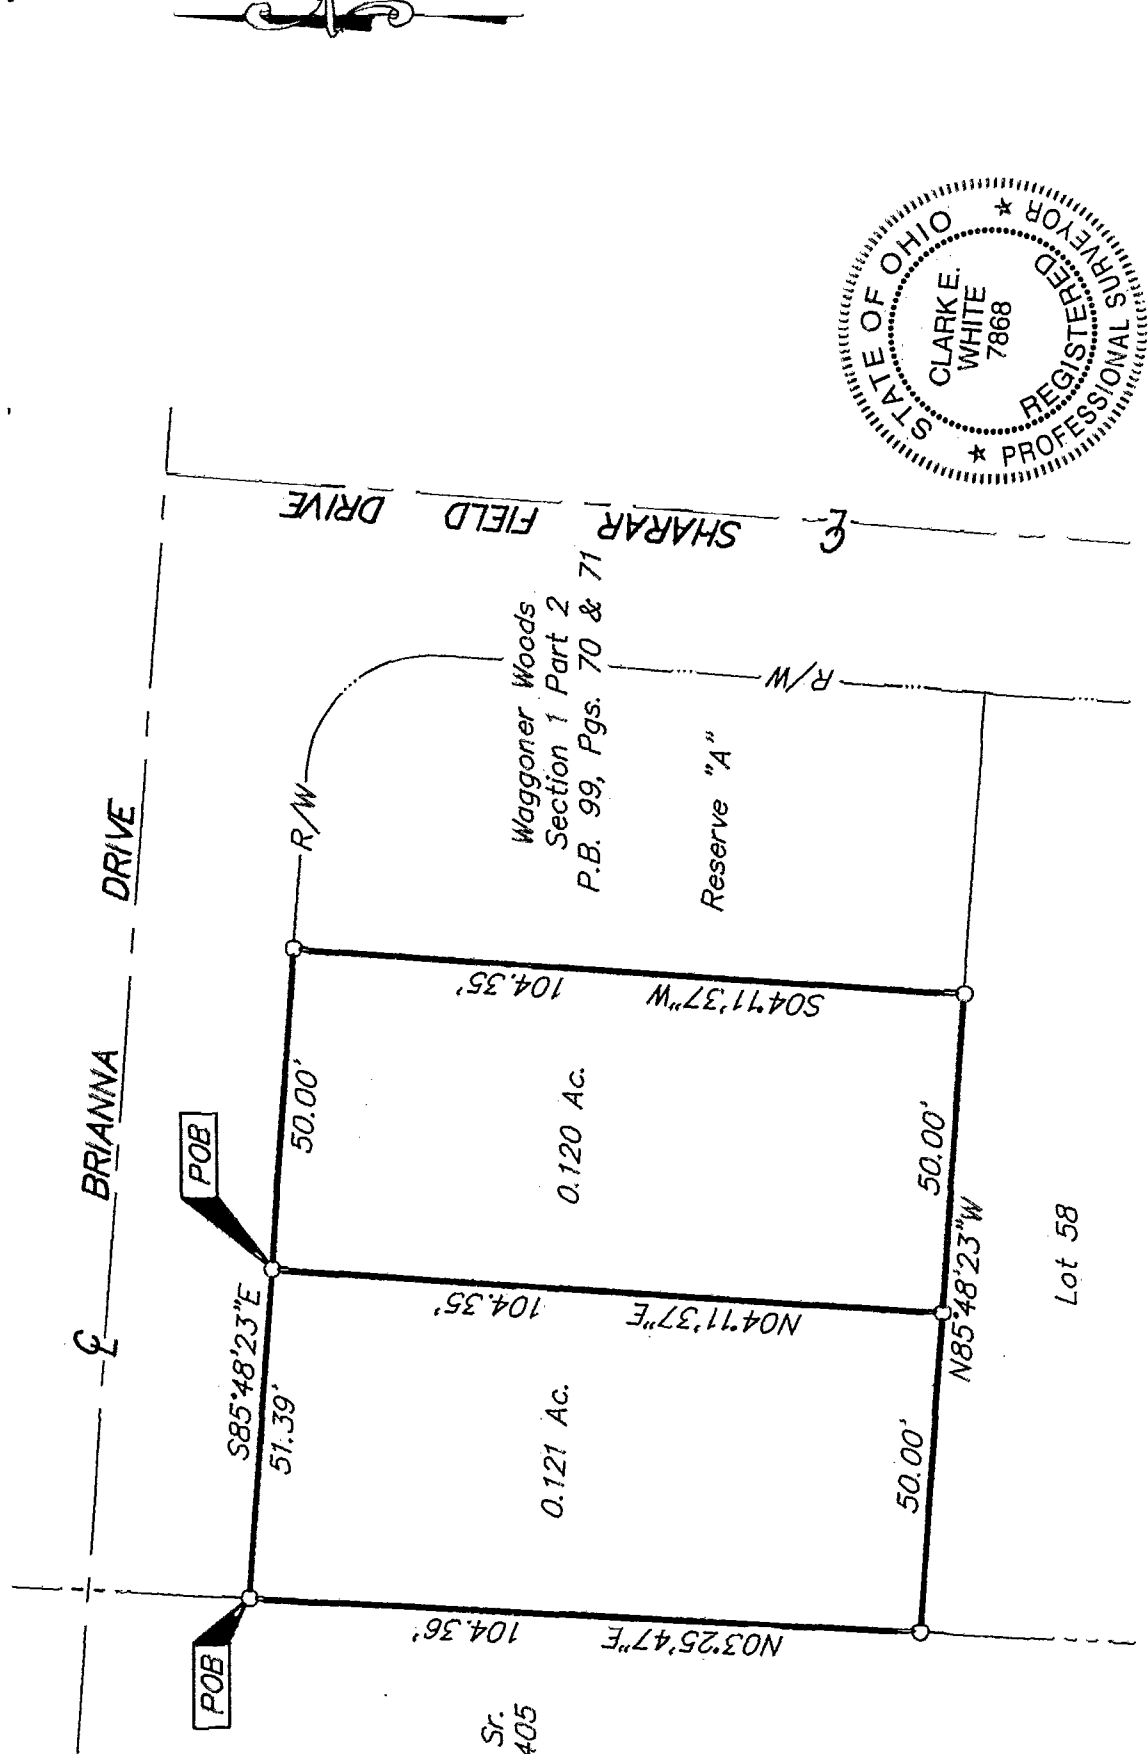 BRIANNA DRIVE
SHARAR FIELD DRIVE
R/W
R/W
Waggoner Woods
Section 1 Part 2
P.B. 99, Pgs. 70 & 71
Reserve "A"
POB
POB
S85°48'23"E
51.39'
50.00'
104.36'
N03°25'47"E
104.35'
N04°11'37"E
104.35'
S04°11'37"W
0.121 Ac.
0.120 Ac.
50.00'
50.00'
N85°48'23"W
Lot 58
Sr.
405
STATE OF OHIO
CLARK E.
WHITE
7868
REGISTERED
★ PROFESSIONAL SURVEYOR ★